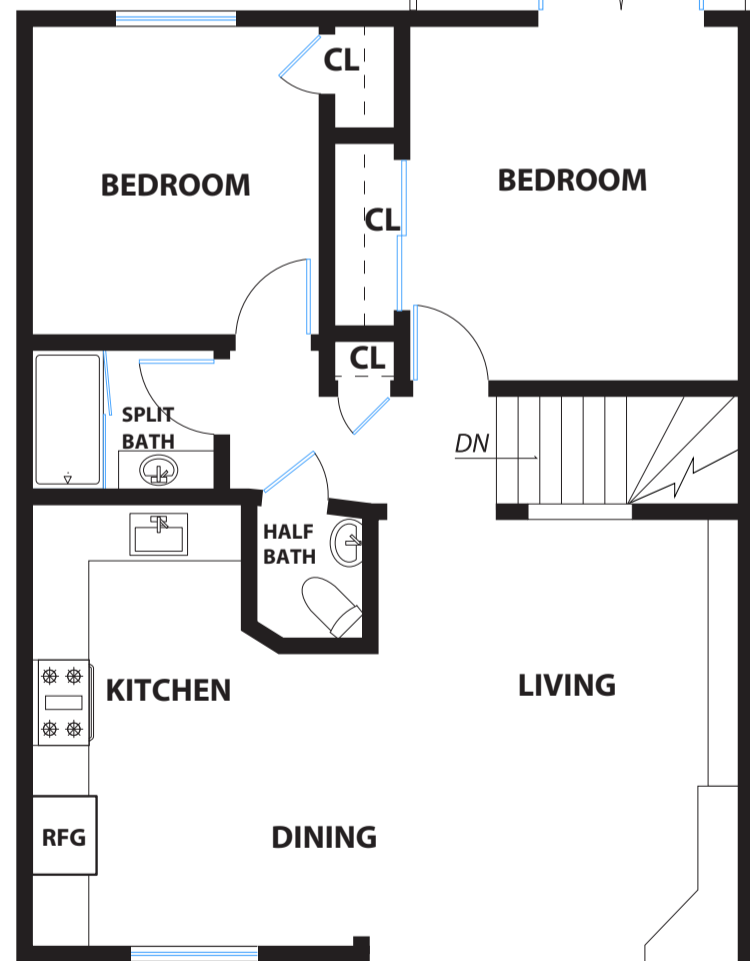 CL
BEDROOM
BEDROOM
CL
CL
SPLIT
BATH
DN
HALF
BATH
KITCHEN
LIVING
RFG
DINING